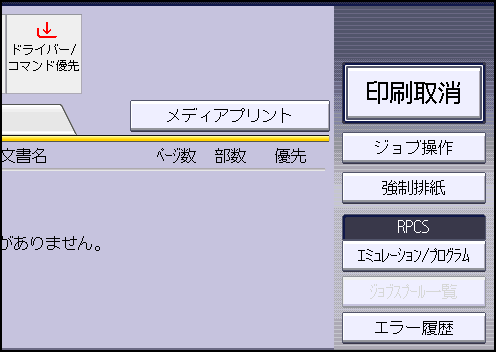 ドライバー/
コマンド優先
印刷取消
メディアプリント
ジョブ操作
文書名 ページ数 部数 優先
強制排紙
RPCS
がありません。
エミュレーション/プログラム
ジョブスプール一覧
エラー履歴